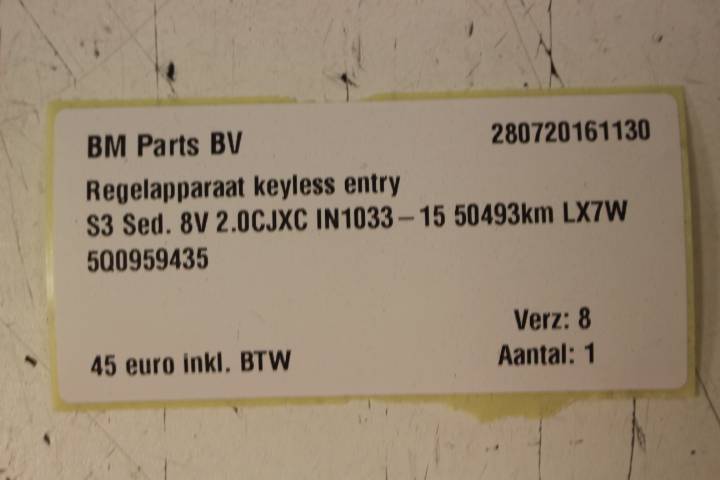 BM Parts BV 280720161130
Regelapparaat keyless entry
S3 Sed. 8V 2.0CJXC IN1033-15 50493km LX7W
5Q0959435
Verz: 8
45 euro inkl. BTW Aantal: 1